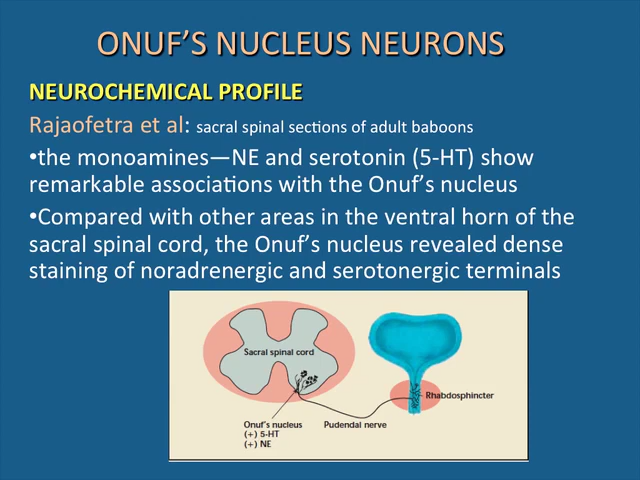 ONUF'S NUCLEUS NEURONS
NEUROCHEMICAL PROFILE
Rajaofetra et al: sacral spinal sections of adult baboons
•the monoamines—NE and serotonin (5-HT) show
remarkable associations with the Onuf's nucleus
•Compared with other areas in the ventral horn of the
sacral spinal cord, the Onuf's nucleus revealed dense
staining of noradrenergic and serotonergic terminals
Sacral spinal cord
Rhabdosphincter
Onuf's nucleus
(+) 5-HT
(+) NE
Pudendal nerve